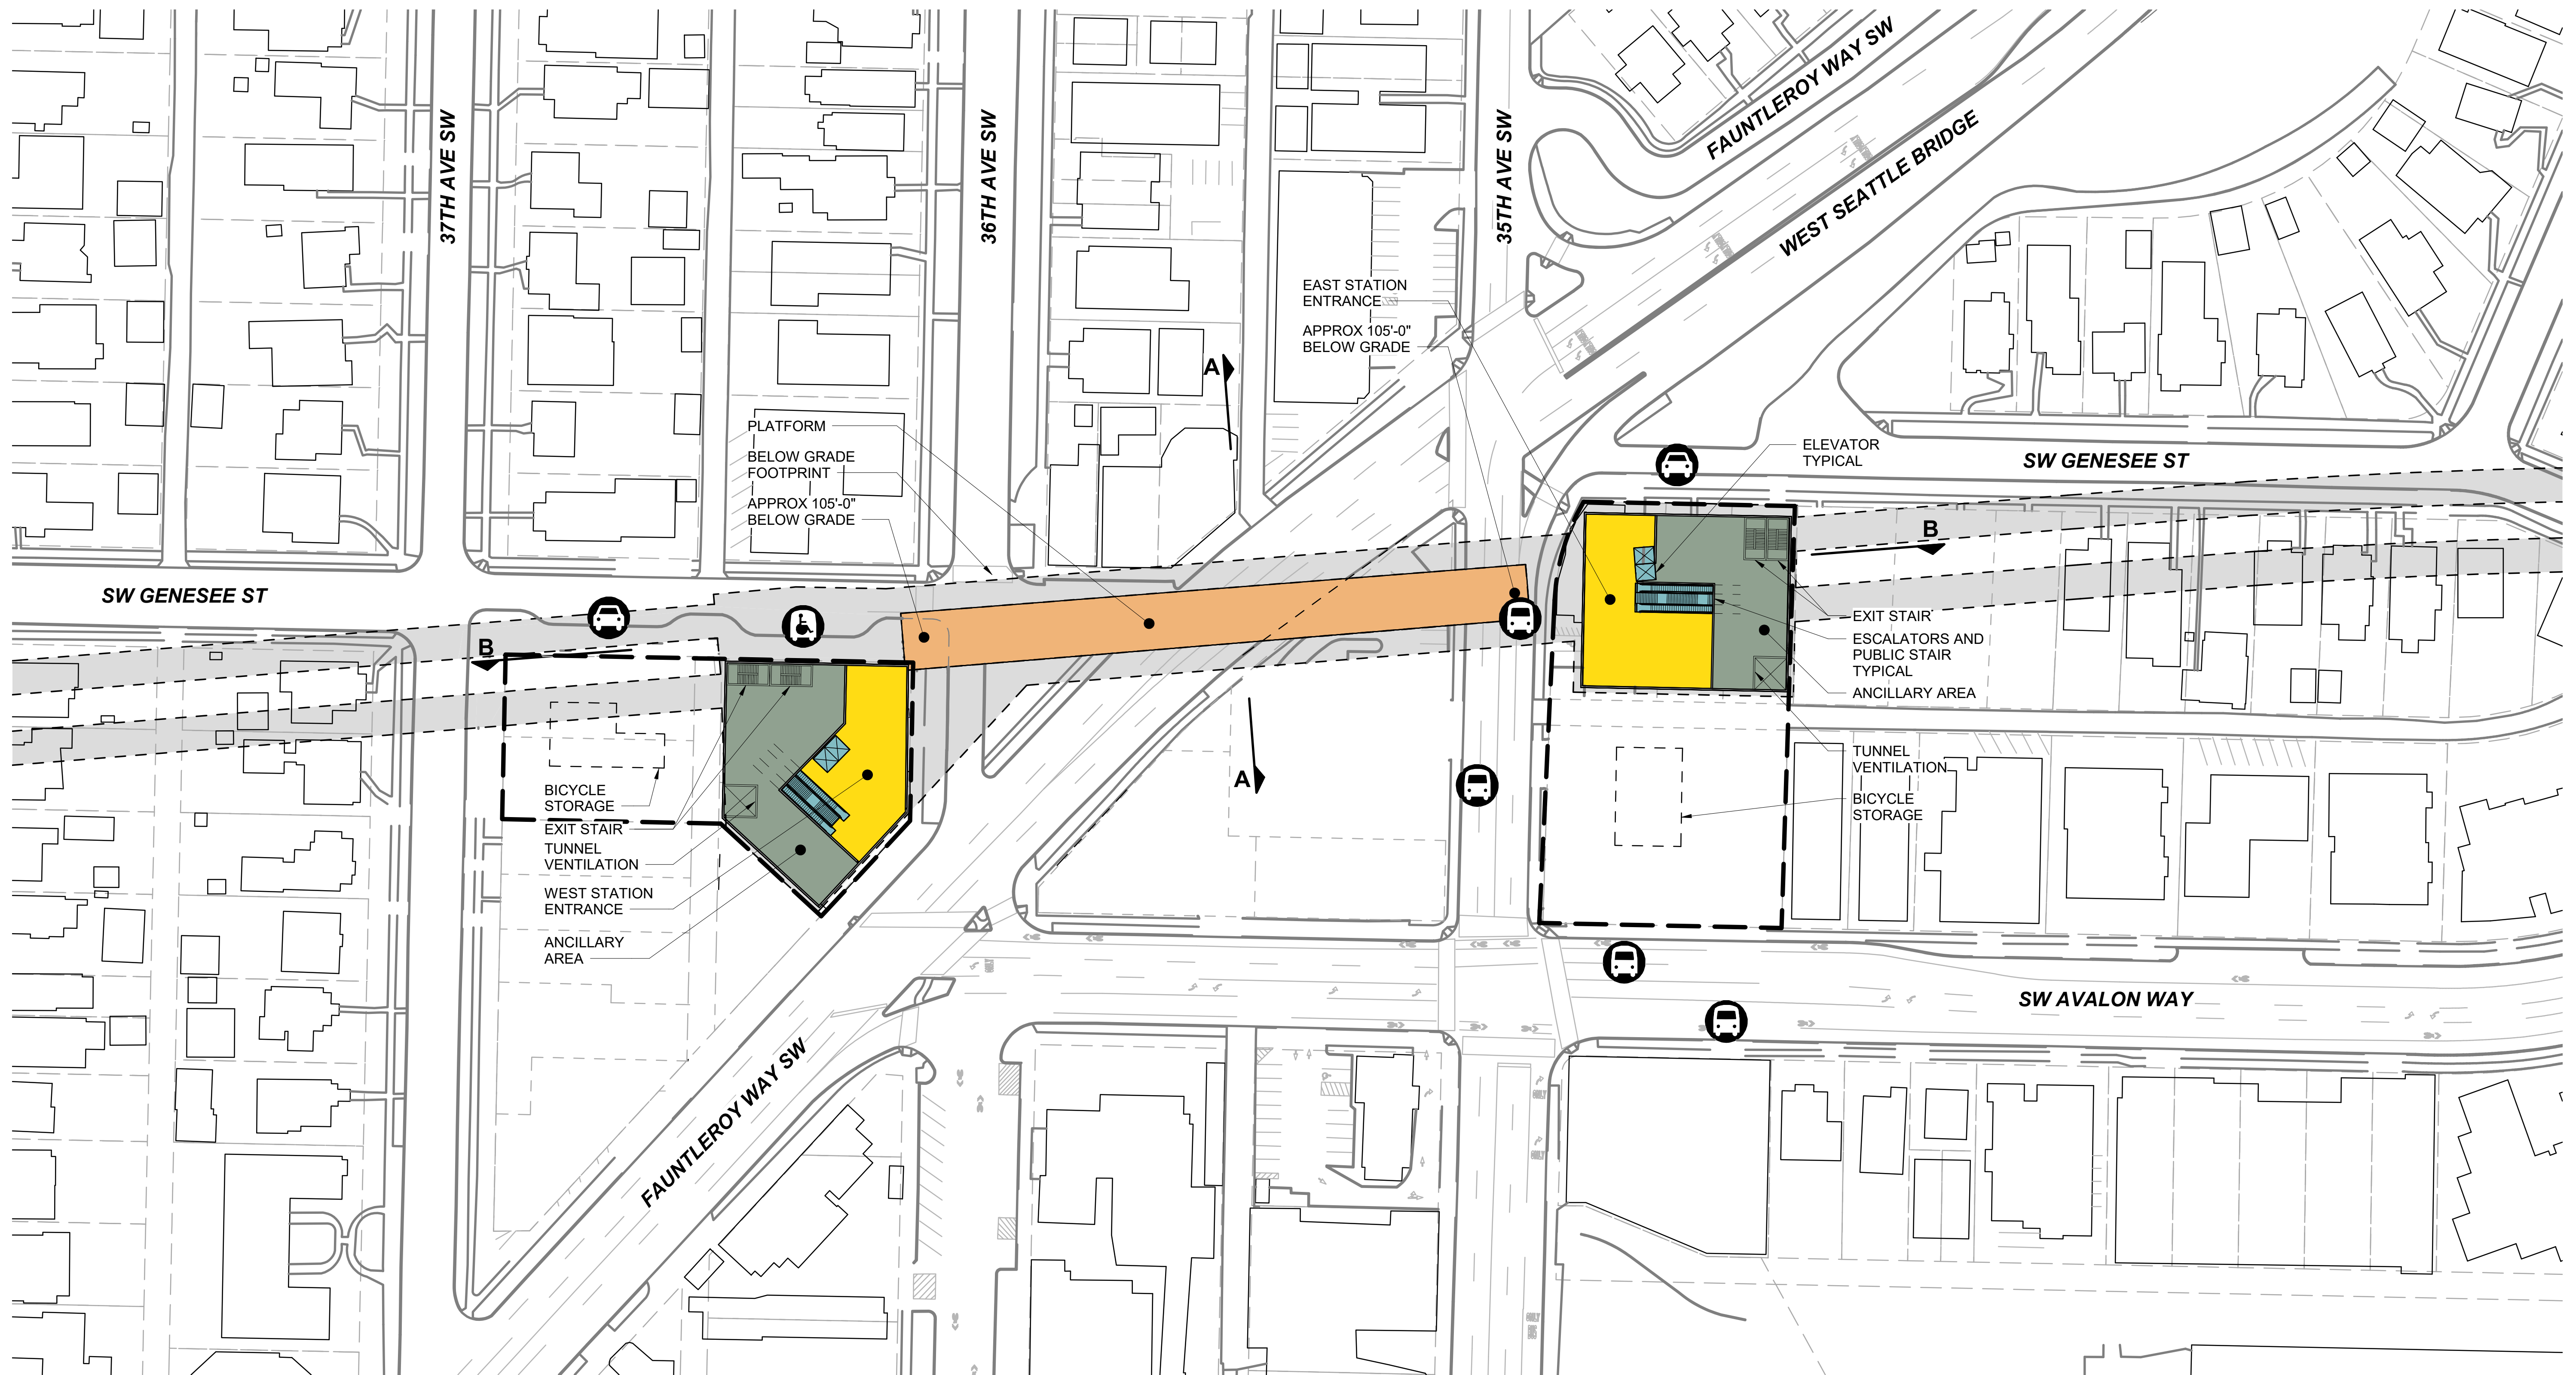 37TH AVE SW
36TH AVE SW
35TH AVE SW
FAUNTLEROY WAY SW
WEST SEATTLE BRIDGE
EAST STATION
ENTRANCE
APPROX 105'-0"
BELOW GRADE
A
PLATFORM
BELOW GRADE
FOOTPRINT
APPROX 105'-0"
BELOW GRADE
ELEVATOR
TYPICAL
SW GENESEE ST
B
SW GENESEE ST
B
EXIT STAIR
ESCALATORS AND
PUBLIC STAIR
TYPICAL
ANCILLARY AREA
TUNNEL
VENTILATION
BICYCLE
STORAGE
A
BICYCLE
STORAGE
EXIT STAIR
TUNNEL
VENTILATION
WEST STATION
ENTRANCE
ANCILLARY
AREA
SW AVALON WAY
FAUNTLEROY WAY SW